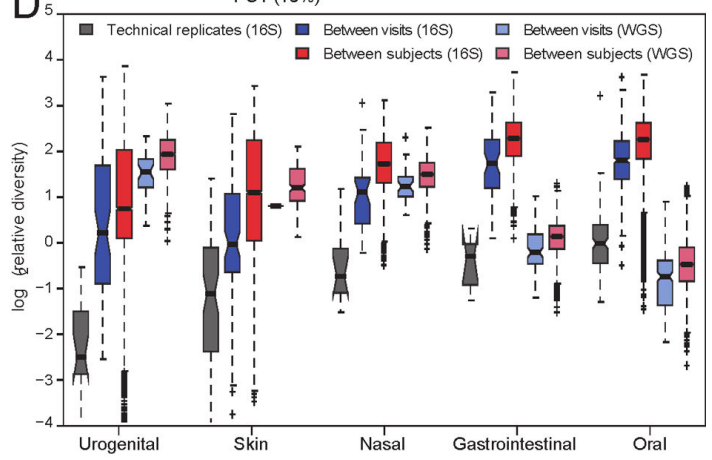 D
Technical replicates (16S)
Between visits (16S)
Between visits (WGS)
Between subjects (16S)
Between subjects (WGS)
5
4
3
2
1
0
−1
−2
−3
−4
(relative diversity)
log
Urogenital
Skin
Nasal
Gastrointestinal
Oral